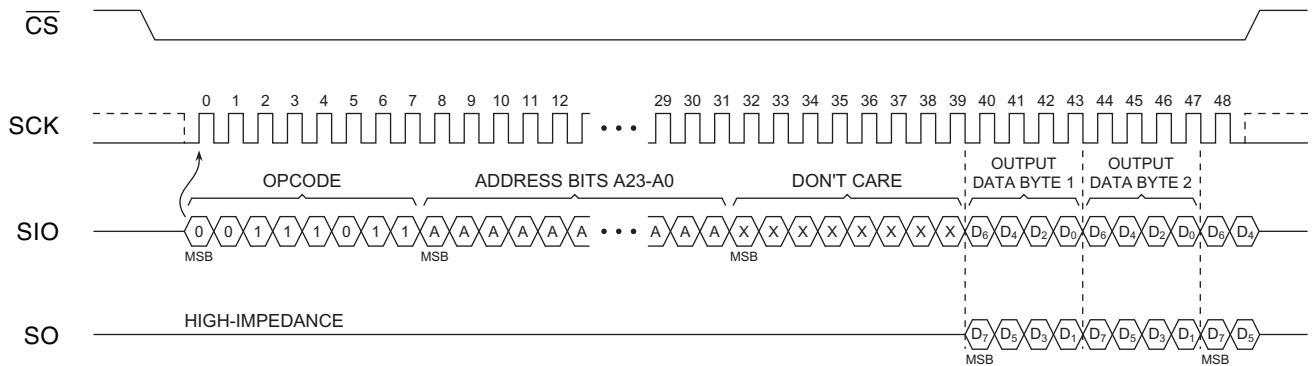 CS
SCK
0 1 2 3 4 5 6 7 8 9 10 11 12 29 30 31 32 33 34 35 36 37 38 39 40 41 42 43 44 45 46 47 48
OPCODE
ADDRESS BITS A23-A0
DON'T CARE
OUTPUT
DATA BYTE 1
OUTPUT
DATA BYTE 2
SIO
0 0 1 1 1 0 1 1 A A A A A A • • • A A A X X X X X X X X D6 D4 D2 D0 D6 D4 D2 D0 D6 D4
MSB MSB MSB
SO
HIGH-IMPEDANCE
D7 D5 D3 D1 D7 D5 D3 D1 D7 D5
MSB MSB